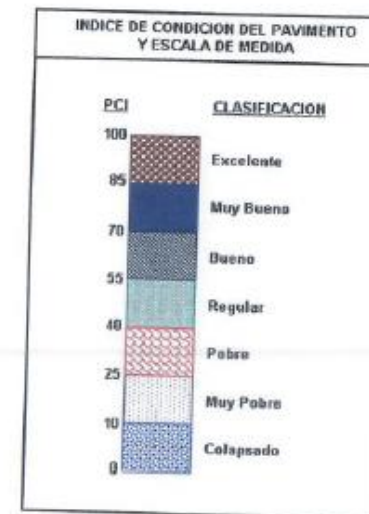 INDICE DE CONDICION DEL PAVIMENTO
Y ESCALA DE MEDIDA
PCI CLASIFICACION
100
Excelente
85
Muy Bueno
70
Bueno
55
Regular
40
Pobre
25
Muy Pobre
10
Colapsado
0